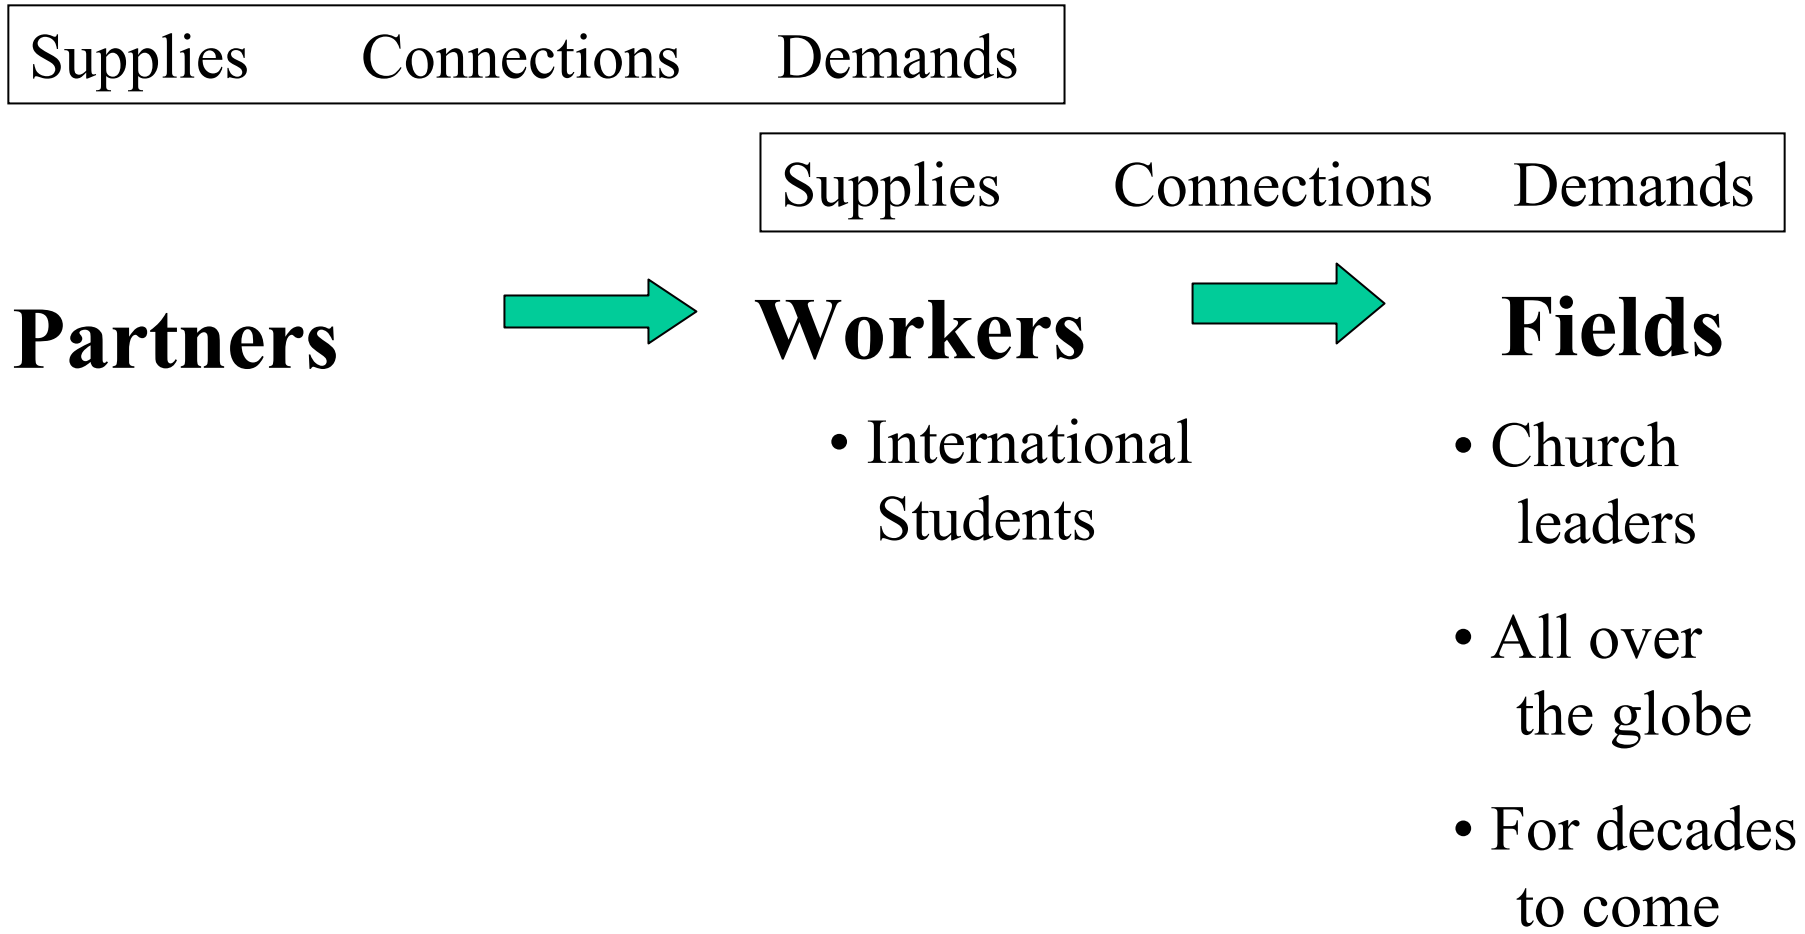 Supplies Connections Demands
Supplies Connections Demands
Partners Workers Fields
• International
Students
• Church
leaders
• All over
the globe
• For decades
to come